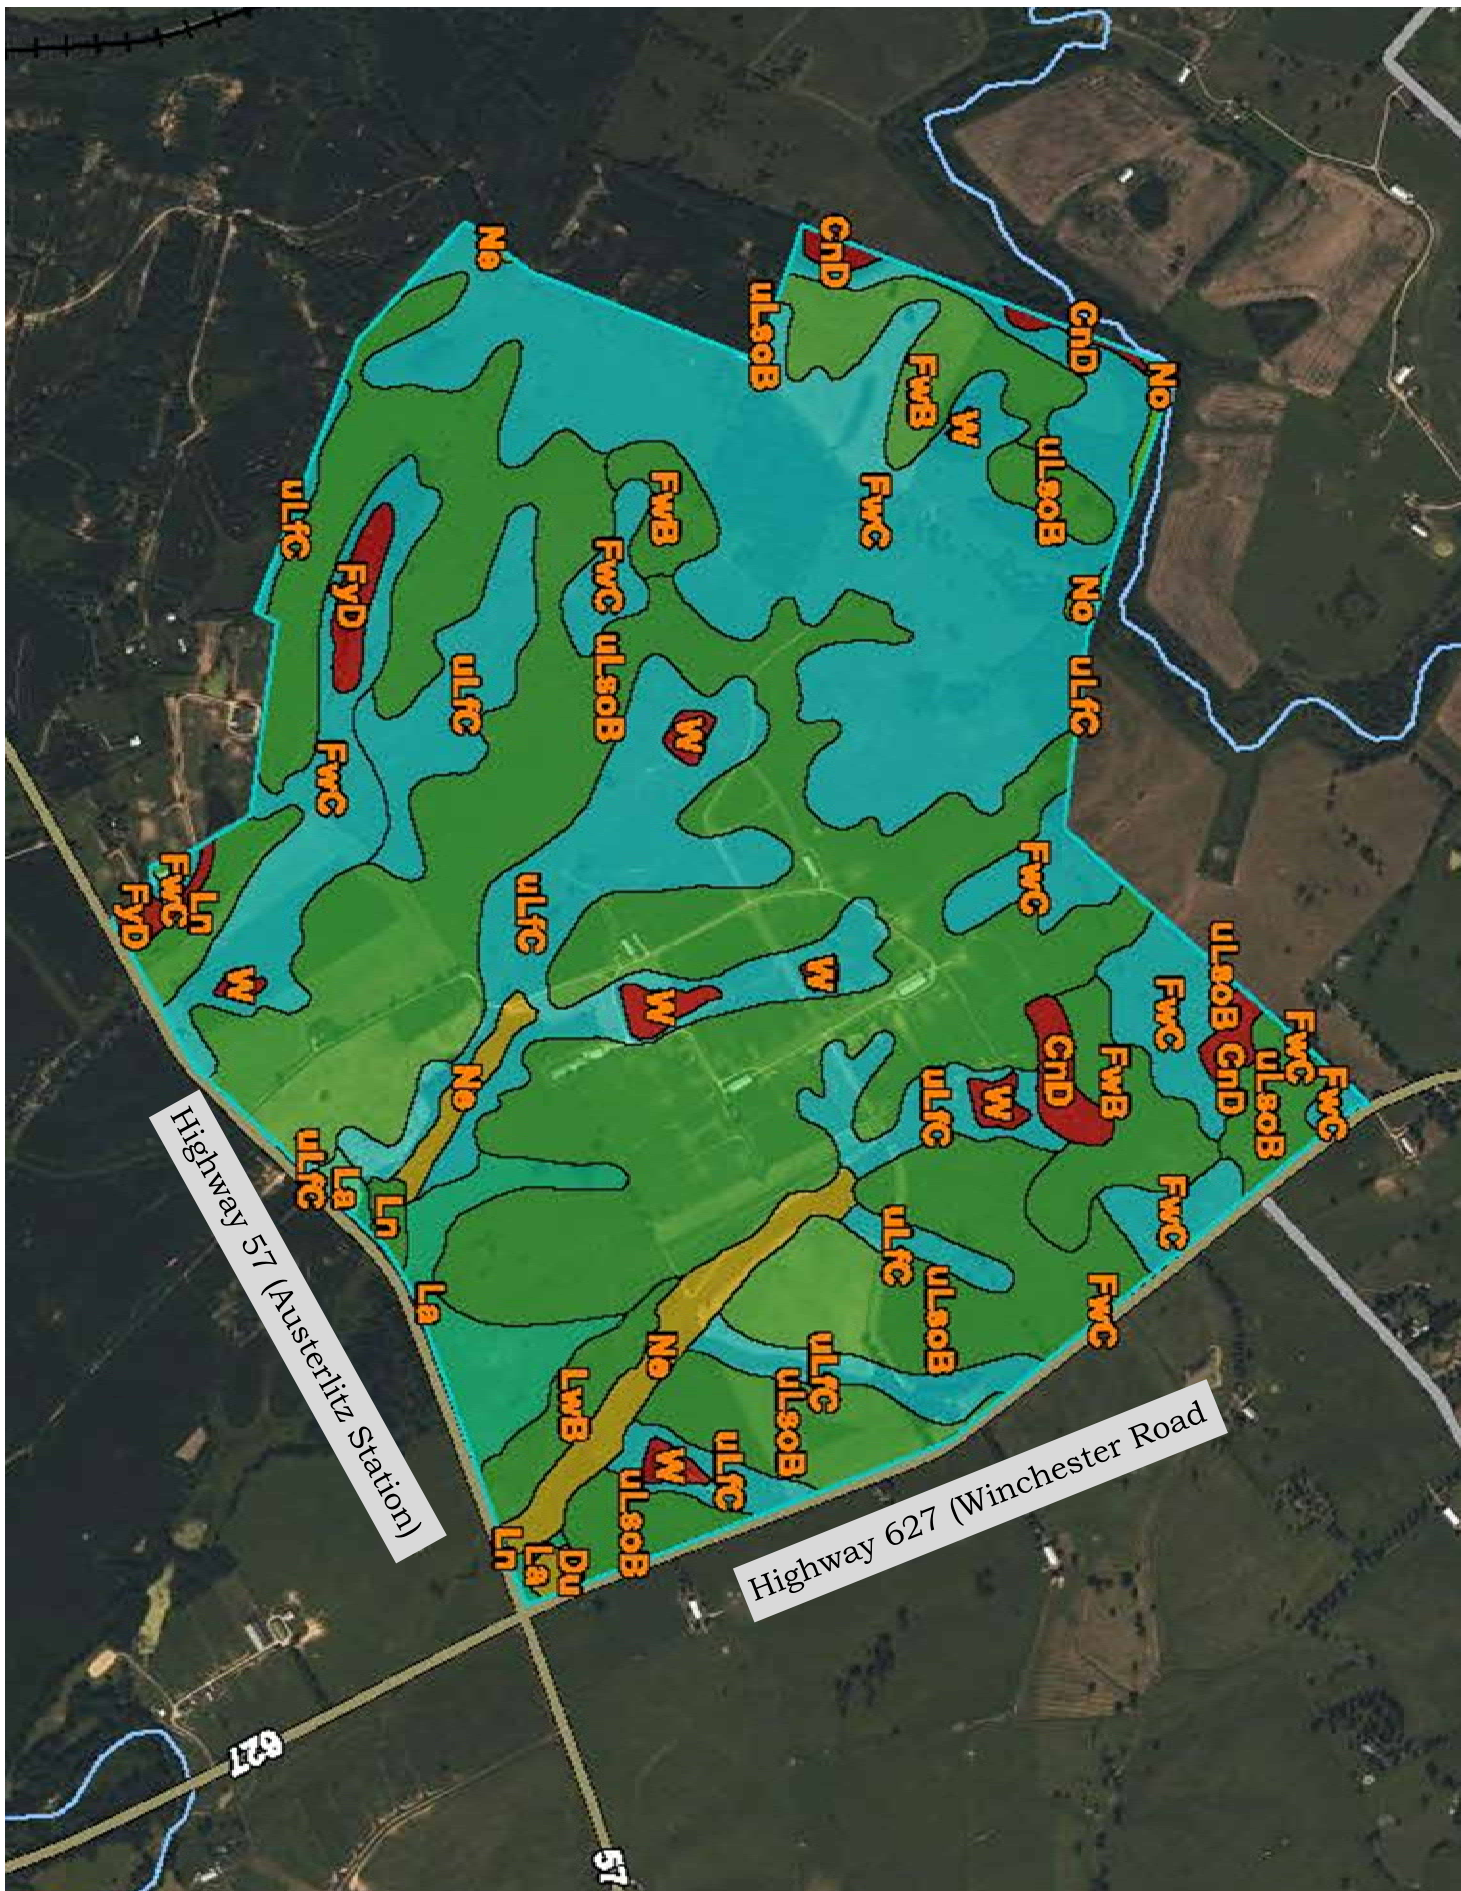 Ne
CnD
uLsoB
CnD
No
FwB
W
uLsoB
FwC
uLfC
FwB
FyD
FwC
No
uLsoB
uLfC
uLfC
W
FwC
FwC
uLfC
FwC
Ln
FyD
W
W
W
FwC
uLsoB
FwC
FwC
CnD
FwB
CnD
uLsoB
FwC
Ne
uLfC
W
uLfC
La
Ln
FwC
uLfC
La
uLsoB
FwC
Ne
uLfC
LwB
uLsoB
W
uLfC
uLsoB
Ln
La
Du
Highway 57 (Austerlitz Station)
Highway 627 (Winchester Road)
627
57